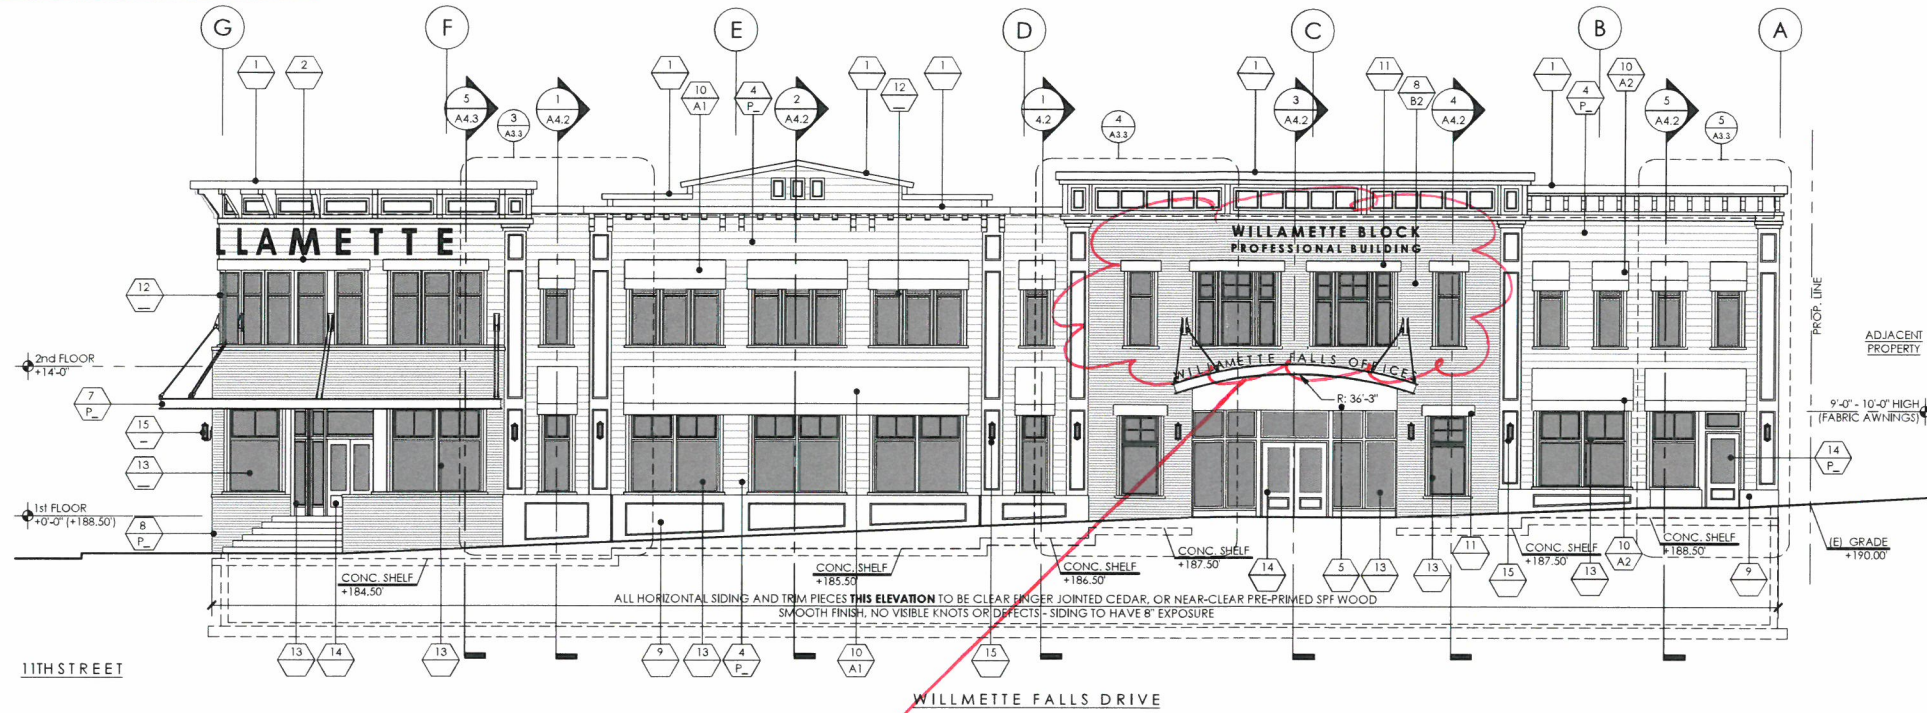 G F E D C B A
1 2 1 10 A1 4 P_ 1 12 _ 1 1 11 8 B2 1 4 P_ 10 A2
5 A4.3 3 A3.3 1 A4.2 2 A4.2 1 4.2 4 A3.3 3 A4.2 4 A4.2 5 A4.2 5 A3.3
LLAMETTE
WILLAMETTE BLOCK
PROFESSIONAL BUILDING
12 _
PROP. LINE
ADJACENT
PROPERTY
2nd FLOOR
+14'-0"
WILLAMETTE FALLS OFFICES
R: 36'-3"
7 P_
9'-0" - 10'-0" HIGH
(FABRIC AWNINGS)
15 _
13 _
14 P_
1st FLOOR
+0'-0" (+188.50')
8 P_
CONC. SHELF
+184.50'
CONC. SHELF
+185.50'
CONC. SHELF
+186.50'
CONC. SHELF
+187.50'
CONC. SHELF
+187.50'
CONC. SHELF
+188.50'
(E) GRADE
+190.00'
14 5 13 13 11 15 13 10 A2 9
ALL HORIZONTAL SIDING AND TRIM PIECES THIS ELEVATION TO BE CLEAR FINGER JOINTED CEDAR, OR NEAR-CLEAR PRE-PRIMED SPF WOOD
SMOOTH FINISH, NO VISIBLE KNOTS OR DEFECTS - SIDING TO HAVE 8" EXPOSURE
13 14 13 9 13 4 P_ 10 A1 15
11TH STREET
WILLMETTE FALLS DRIVE